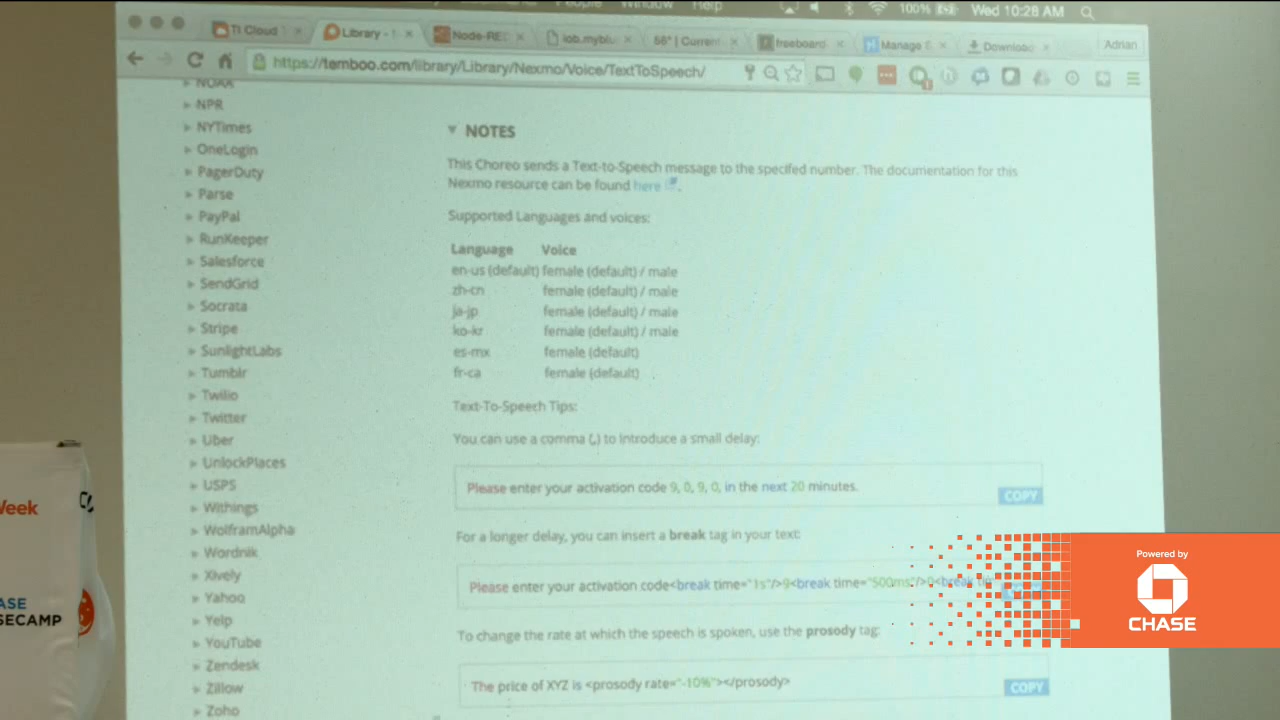 Window Help 100% Wed 10:28 AM
TI Cloud Library - Node-RED 56° | Current freeboard Manage Downloads Adrian
https://temboo.com/library/Library/Nexmo/Voice/TextToSpeech/
NOAA
NPR
NYTimes
OneLogin
PagerDuty
Parse
PayPal
RunKeeper
Salesforce
SendGrid
Socrata
Stripe
SunlightLabs
Tumblr
Twilio
Twitter
Uber
UnlockPlaces
USPS
Withings
WolframAlpha
Wordnik
Xively
Yahoo
Yelp
YouTube
Zendesk
Zillow
Zoho
NOTES
This Choreo sends a Text-to-Speech message to the specifed number. The documentation for this
Nexmo resource can be found here.
Supported Languages and voices:
Language Voice
en-us (default) female (default) / male
zh-cn female (default) / male
ja-jp female (default) / male
ko-kr female (default) / male
es-mx female (default)
fr-ca female (default)
Text-To-Speech Tips:
You can use a comma (,) to introduce a small delay:
Please enter your activation code 9, 0, 9, 0, in the next 20 minutes.
COPY
For a longer delay, you can insert a break tag in your text:
Please enter your activation code<break time="1s"/>9<break time="500ms"/>0<break
To change the rate at which the speech is spoken, use the prosody tag:
The price of XYZ is <prosody rate="-10%"></prosody>
COPY
Week
Powered by
CHASE